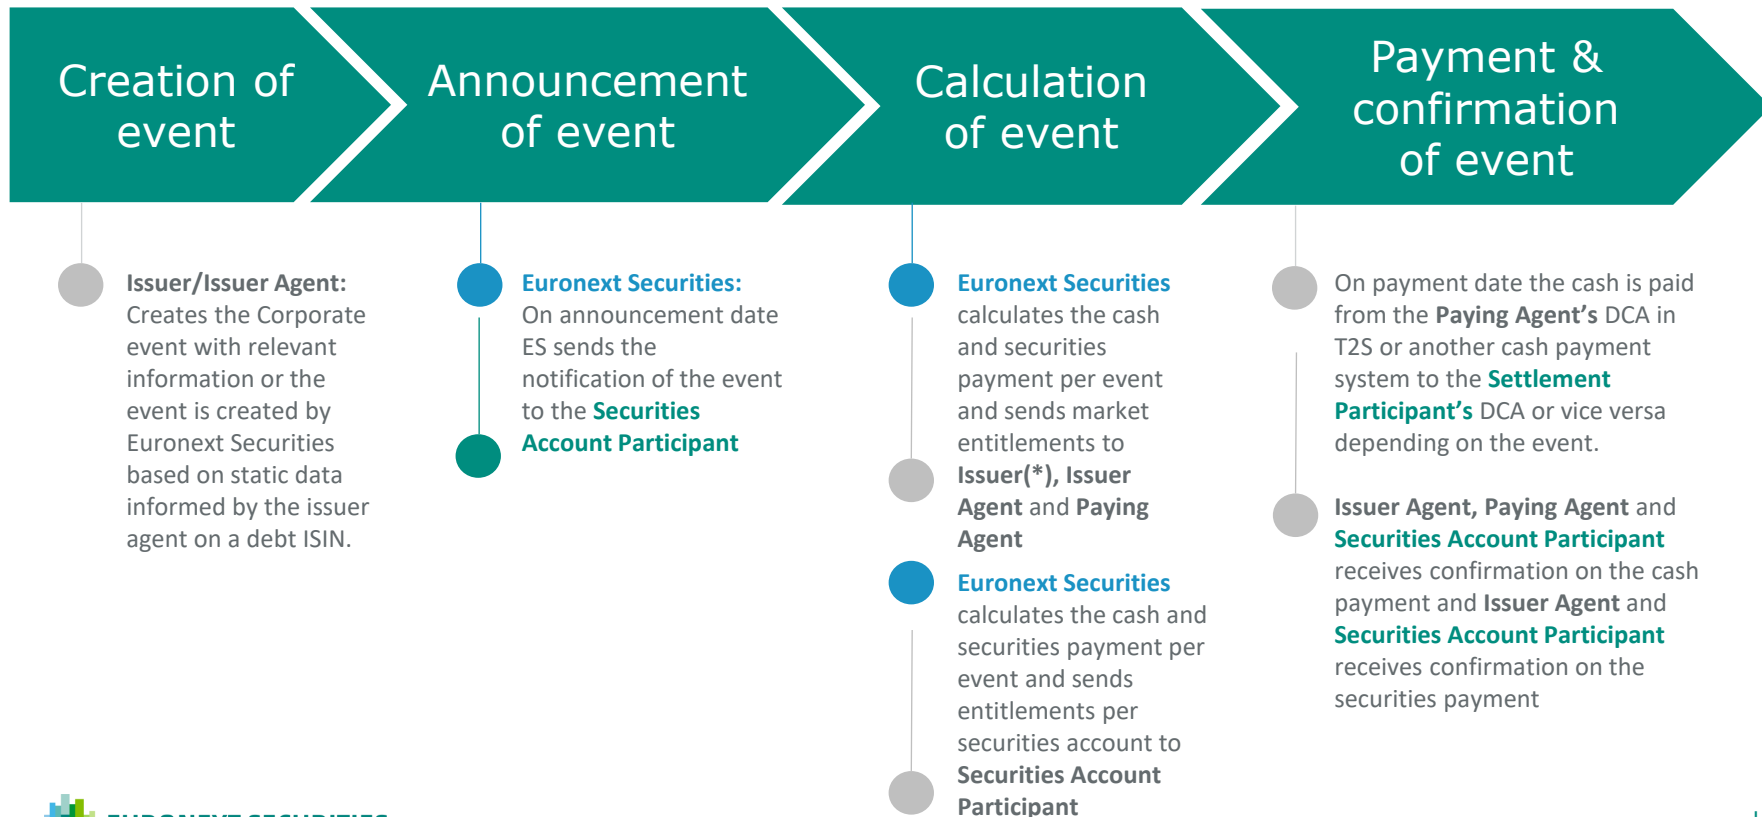 Creation of
event
Announcement
of event
Calculation
of event
Payment &
confirmation
of event
Issuer/Issuer Agent:
Creates the Corporate
event with relevant
information or the
event is created by
Euronext Securities
based on static data
informed by the issuer
agent on a debt ISIN.
Euronext Securities:
On announcement date
ES sends the
notification of the event
to the Securities
Account Participant
Euronext Securities
calculates the cash
and securities
payment per event
and sends market
entitlements to
Issuer(*), Issuer
Agent and Paying
Agent
Euronext Securities
calculates the cash and
securities payment per
event and sends
entitlements per
securities account to
Securities Account
Participant
On payment date the cash is paid
from the Paying Agent’s DCA in
T2S or another cash payment
system to the Settlement
Participant’s DCA or vice versa
depending on the event.
Issuer Agent, Paying Agent and
Securities Account Participant
receives confirmation on the cash
payment and Issuer Agent and
Securities Account Participant
receives confirmation on the
securities payment
EURONEXT SECURITIES